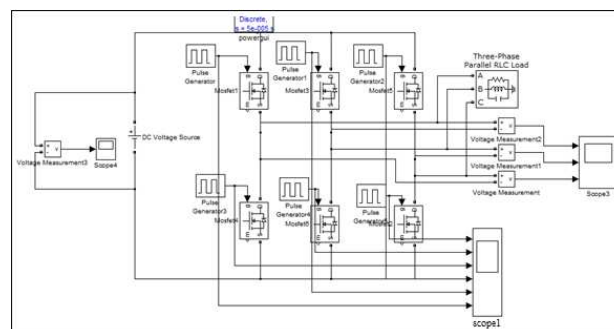 Discrete,
s = 5e-005 s
powergui
Pulse
Generator
Mosfet1
Pulse
Generator1
Mosfet3
Pulse
Generator2
Mosfet5
Three-Phase
Parallel RLC Load
A
B
C
DC Voltage Source
Voltage Measurement3
Scope4
Voltage Measurement2
Voltage Measurement1
Voltage Measurement
Scope3
Pulse
Generator3
Mosfet4
Pulse
Generator4
Pulse
scope1